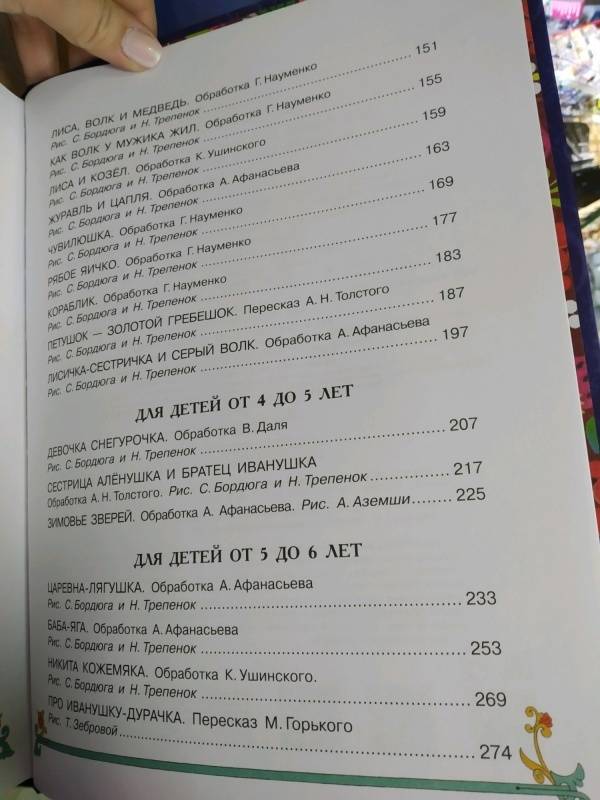 ЛИСА, ВОЛК И МЕДВЕДЬ. Обработка Г. Науменко
Рис. С. Бордюга и Н. Трепенок 151
КАК ВОЛК У МУЖИКА ЖИЛ. Обработка Г. Науменко
Рис. С. Бордюга и Н. Трепенок 155
ЛИСА И КОЗЁЛ. Обработка К. Ушинского
Рис. С. Бордюга и Н. Трепенок 159
ЖУРАВЛЬ И ЦАПЛЯ. Обработка А. Афанасьева
Рис. С. Бордюга и Н. Трепенок 163
ЧУВИЛЮШКА. Обработка Г. Науменко
Рис. С. Бордюга и Н. Трепенок 169
РЯБОЕ ЯИЧКО. Обработка Г. Науменко
Рис. С. Бордюга и Н. Трепенок 177
КОРАБЛИК. Обработка Г. Науменко
Рис. С. Бордюга и Н. Трепенок 183
ПЕТУШОК — ЗОЛОТОЙ ГРЕБЕШОК. Пересказ А. Н. Толстого
Рис. С. Бордюга и Н. Трепенок 187
ЛИСИЧКА-СЕСТРИЧКА И СЕРЫЙ ВОЛК. Обработка А. Афанасьева
Рис. С. Бордюга и Н. Трепенок 197
ДЛЯ ДЕТЕЙ ОТ 4 ДО 5 ЛЕТ
ДЕВОЧКА СНЕГУРОЧКА. Обработка В. Даля
Рис. С. Бордюга и Н. Трепенок 207
СЕСТРИЦА АЛЁНУШКА И БРАТЕЦ ИВАНУШКА
Обработка А. Н. Толстого. Рис. С. Бордюга и Н. Трепенок 217
ЗИМОВЬЕ ЗВЕРЕЙ. Обработка А. Афанасьева. Рис. А. Аземши 225
ДЛЯ ДЕТЕЙ ОТ 5 ДО 6 ЛЕТ
ЦАРЕВНА-ЛЯГУШКА. Обработка А. Афанасьева
Рис. С. Бордюга и Н. Трепенок 233
БАБА-ЯГА. Обработка А. Афанасьева
Рис. С. Бордюга и Н. Трепенок 253
НИКИТА КОЖЕМЯКА. Обработка К. Ушинского.
Рис. С. Бордюга и Н. Трепенок 269
ПРО ИВАНУШКУ-ДУРАЧКА. Пересказ М. Горького
Рис. Т. Зебровой 274